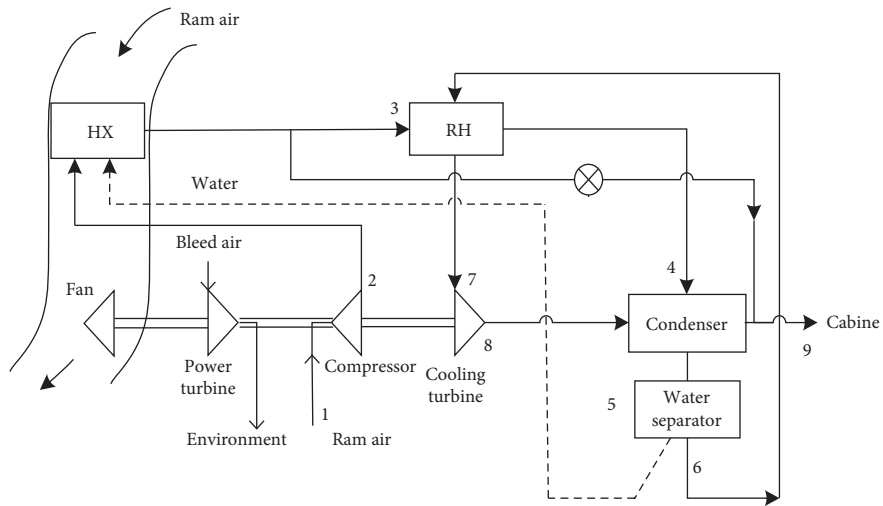 Ram air
3
HX
RH
Water
Bleed air
Fan
2
7
4
Condenser
Cabine
8
9
Power
turbine
Compressor
Cooling
turbine
5
Water
separator
1
Environment
Ram air
6